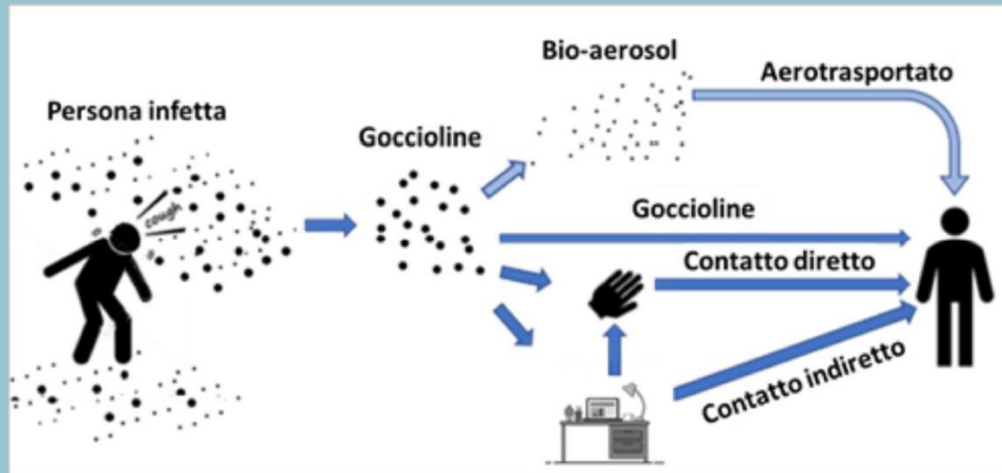 Bio-aerosol
Aerotrasportato
Persona infetta
Goccioline
cough
Goccioline
Contatto diretto
Contatto indiretto